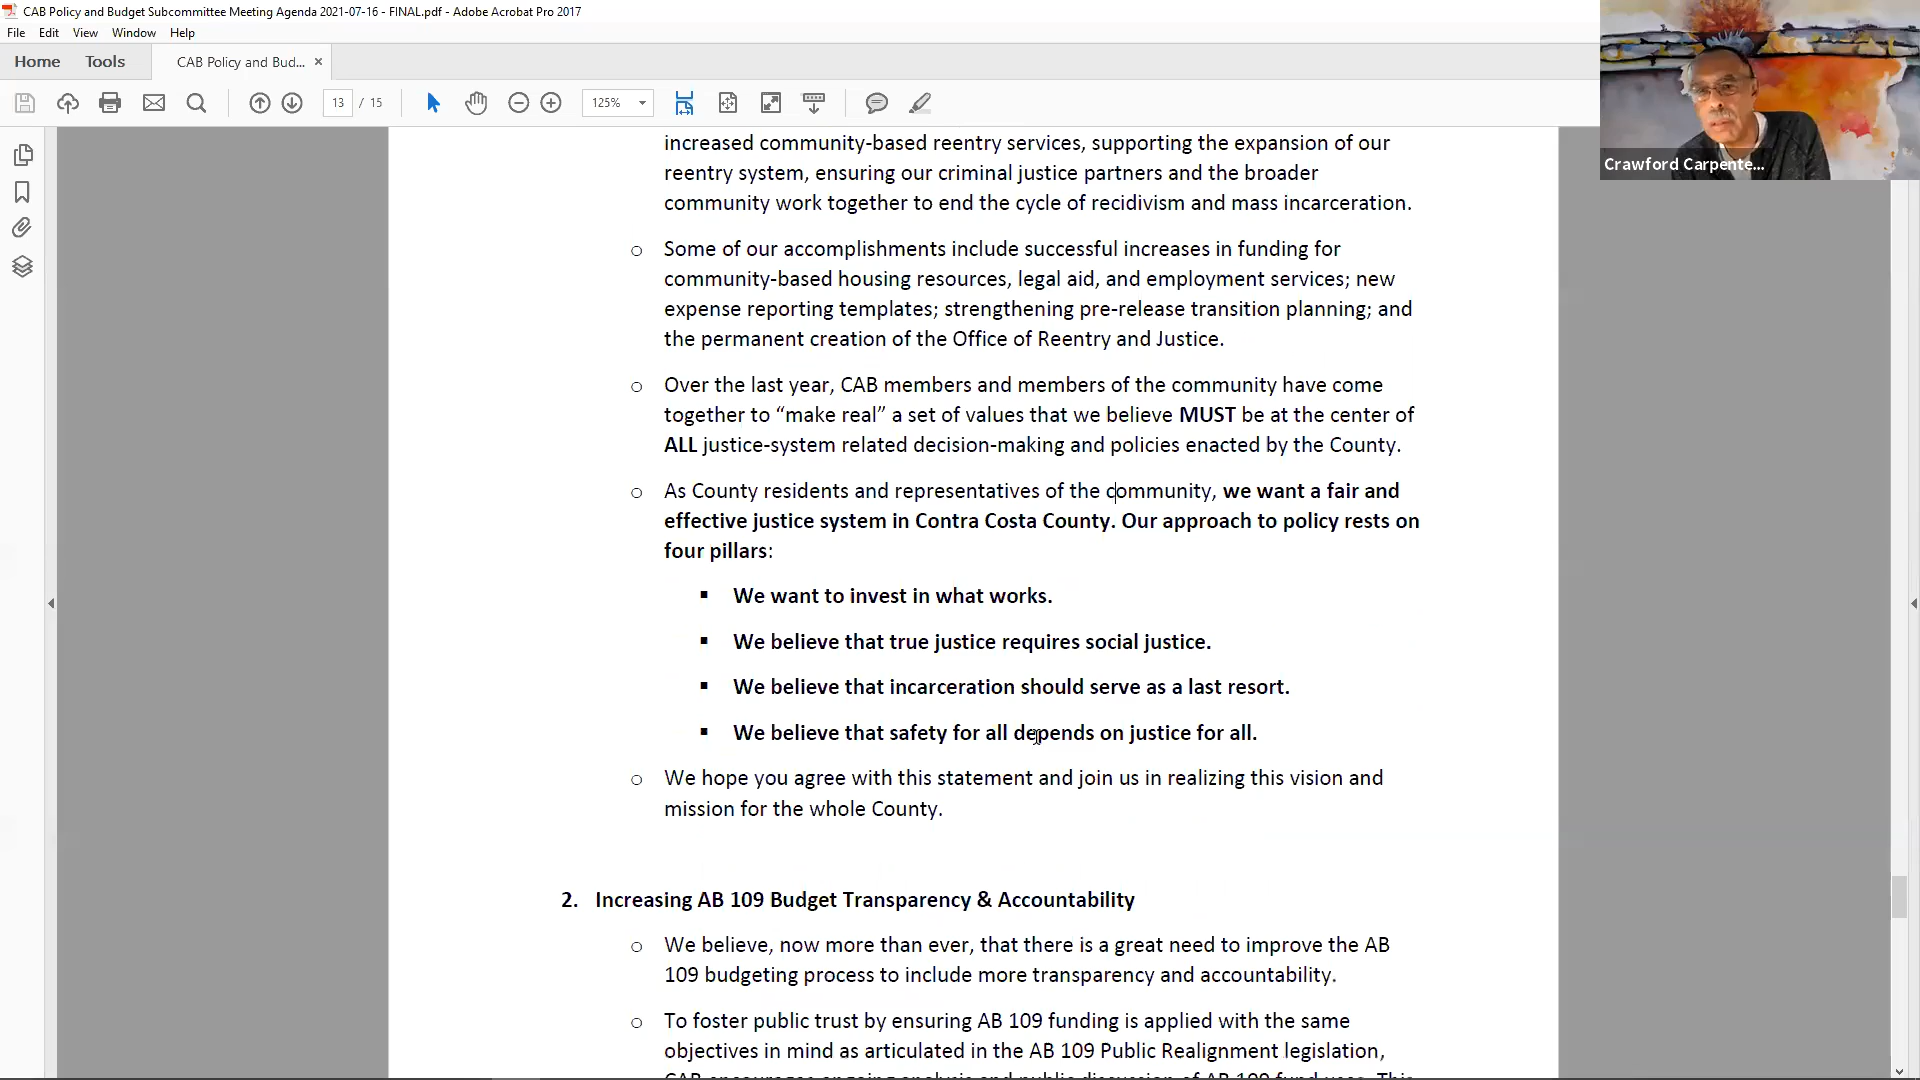 CAB Policy and Budget Subcommittee Meeting Agenda 2021-07-16 - FINAL.pdf - Adobe Acrobat Pro 2017
File Edit View Window Help
Home Tools CAB Policy and Bud... ×
13 / 15 125%
Crawford Carpente...
increased community-based reentry services, supporting the expansion of our
reentry system, ensuring our criminal justice partners and the broader
community work together to end the cycle of recidivism and mass incarceration.
o Some of our accomplishments include successful increases in funding for
community-based housing resources, legal aid, and employment services; new
expense reporting templates; strengthening pre-release transition planning; and
the permanent creation of the Office of Reentry and Justice.
o Over the last year, CAB members and members of the community have come
together to “make real” a set of values that we believe MUST be at the center of
ALL justice-system related decision-making and policies enacted by the County.
o As County residents and representatives of the community, we want a fair and
effective justice system in Contra Costa County. Our approach to policy rests on
four pillars:
▪ We want to invest in what works.
▪ We believe that true justice requires social justice.
▪ We believe that incarceration should serve as a last resort.
▪ We believe that safety for all depends on justice for all.
o We hope you agree with this statement and join us in realizing this vision and
mission for the whole County.
2. Increasing AB 109 Budget Transparency & Accountability
o We believe, now more than ever, that there is a great need to improve the AB
109 budgeting process to include more transparency and accountability.
o To foster public trust by ensuring AB 109 funding is applied with the same
objectives in mind as articulated in the AB 109 Public Realignment legislation,
CAB encourages ongoing analysis and public discussion of AB 109 fund uses. This